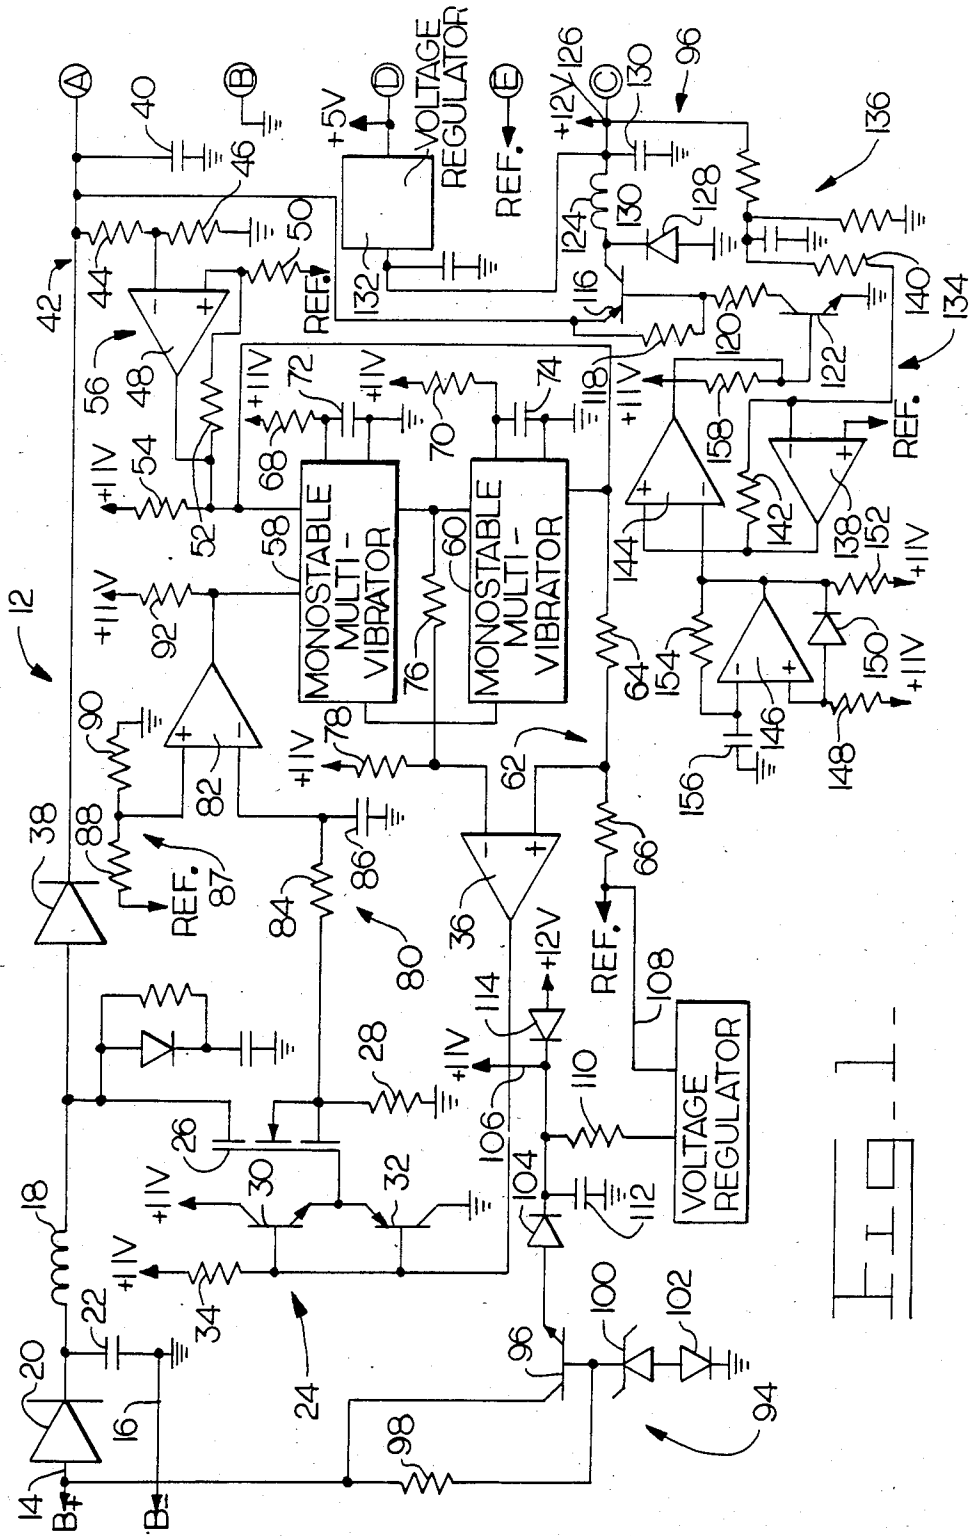 12
14
B+
16
B-
20
22
18
+11V
34
24
+11V
30
32
26
28
38
88
90
REF.
87
84
86
80
82
+11V
92
+11V
54
52
56
48
42
44
46
50
REF.
40
A
B
+5V
D
132
VOLTAGE
REGULATOR
E
REF.
+11V
68
72
58
MONOSTABLE
MULTI-
VIBRATOR
+11V
70
74
60
MONOSTABLE
MULTI-
VIBRATOR
76
+11V
78
62
36
64
66
REF.
108
VOLTAGE
REGULATOR
110
+12V
114
+11V
106
104
112
96
98
100
102
94
+12V
126
C
130
96
124
130
128
116
118
120
122
136
140
134
+11V
158
144
142
138
REF.
152
+11V
154
146
150
+11V
148
156
FIG-1-